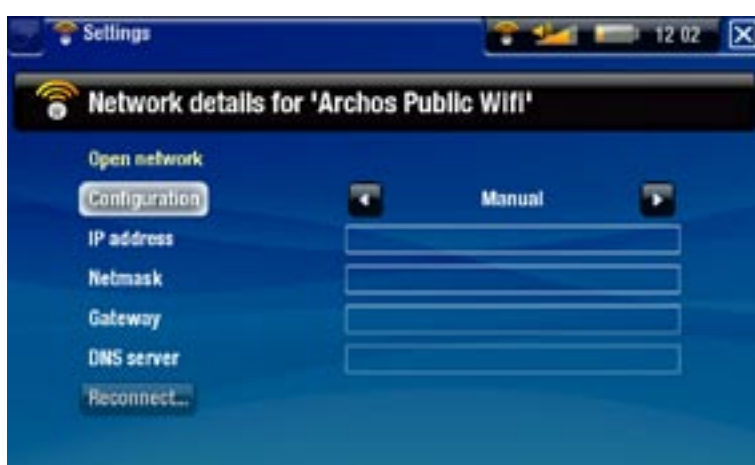 Settings
12 02
Network details for 'Archos Public Wifi'
Open network
Configuration
Manual
IP address
Netmask
Gateway
DNS server
Reconnect...